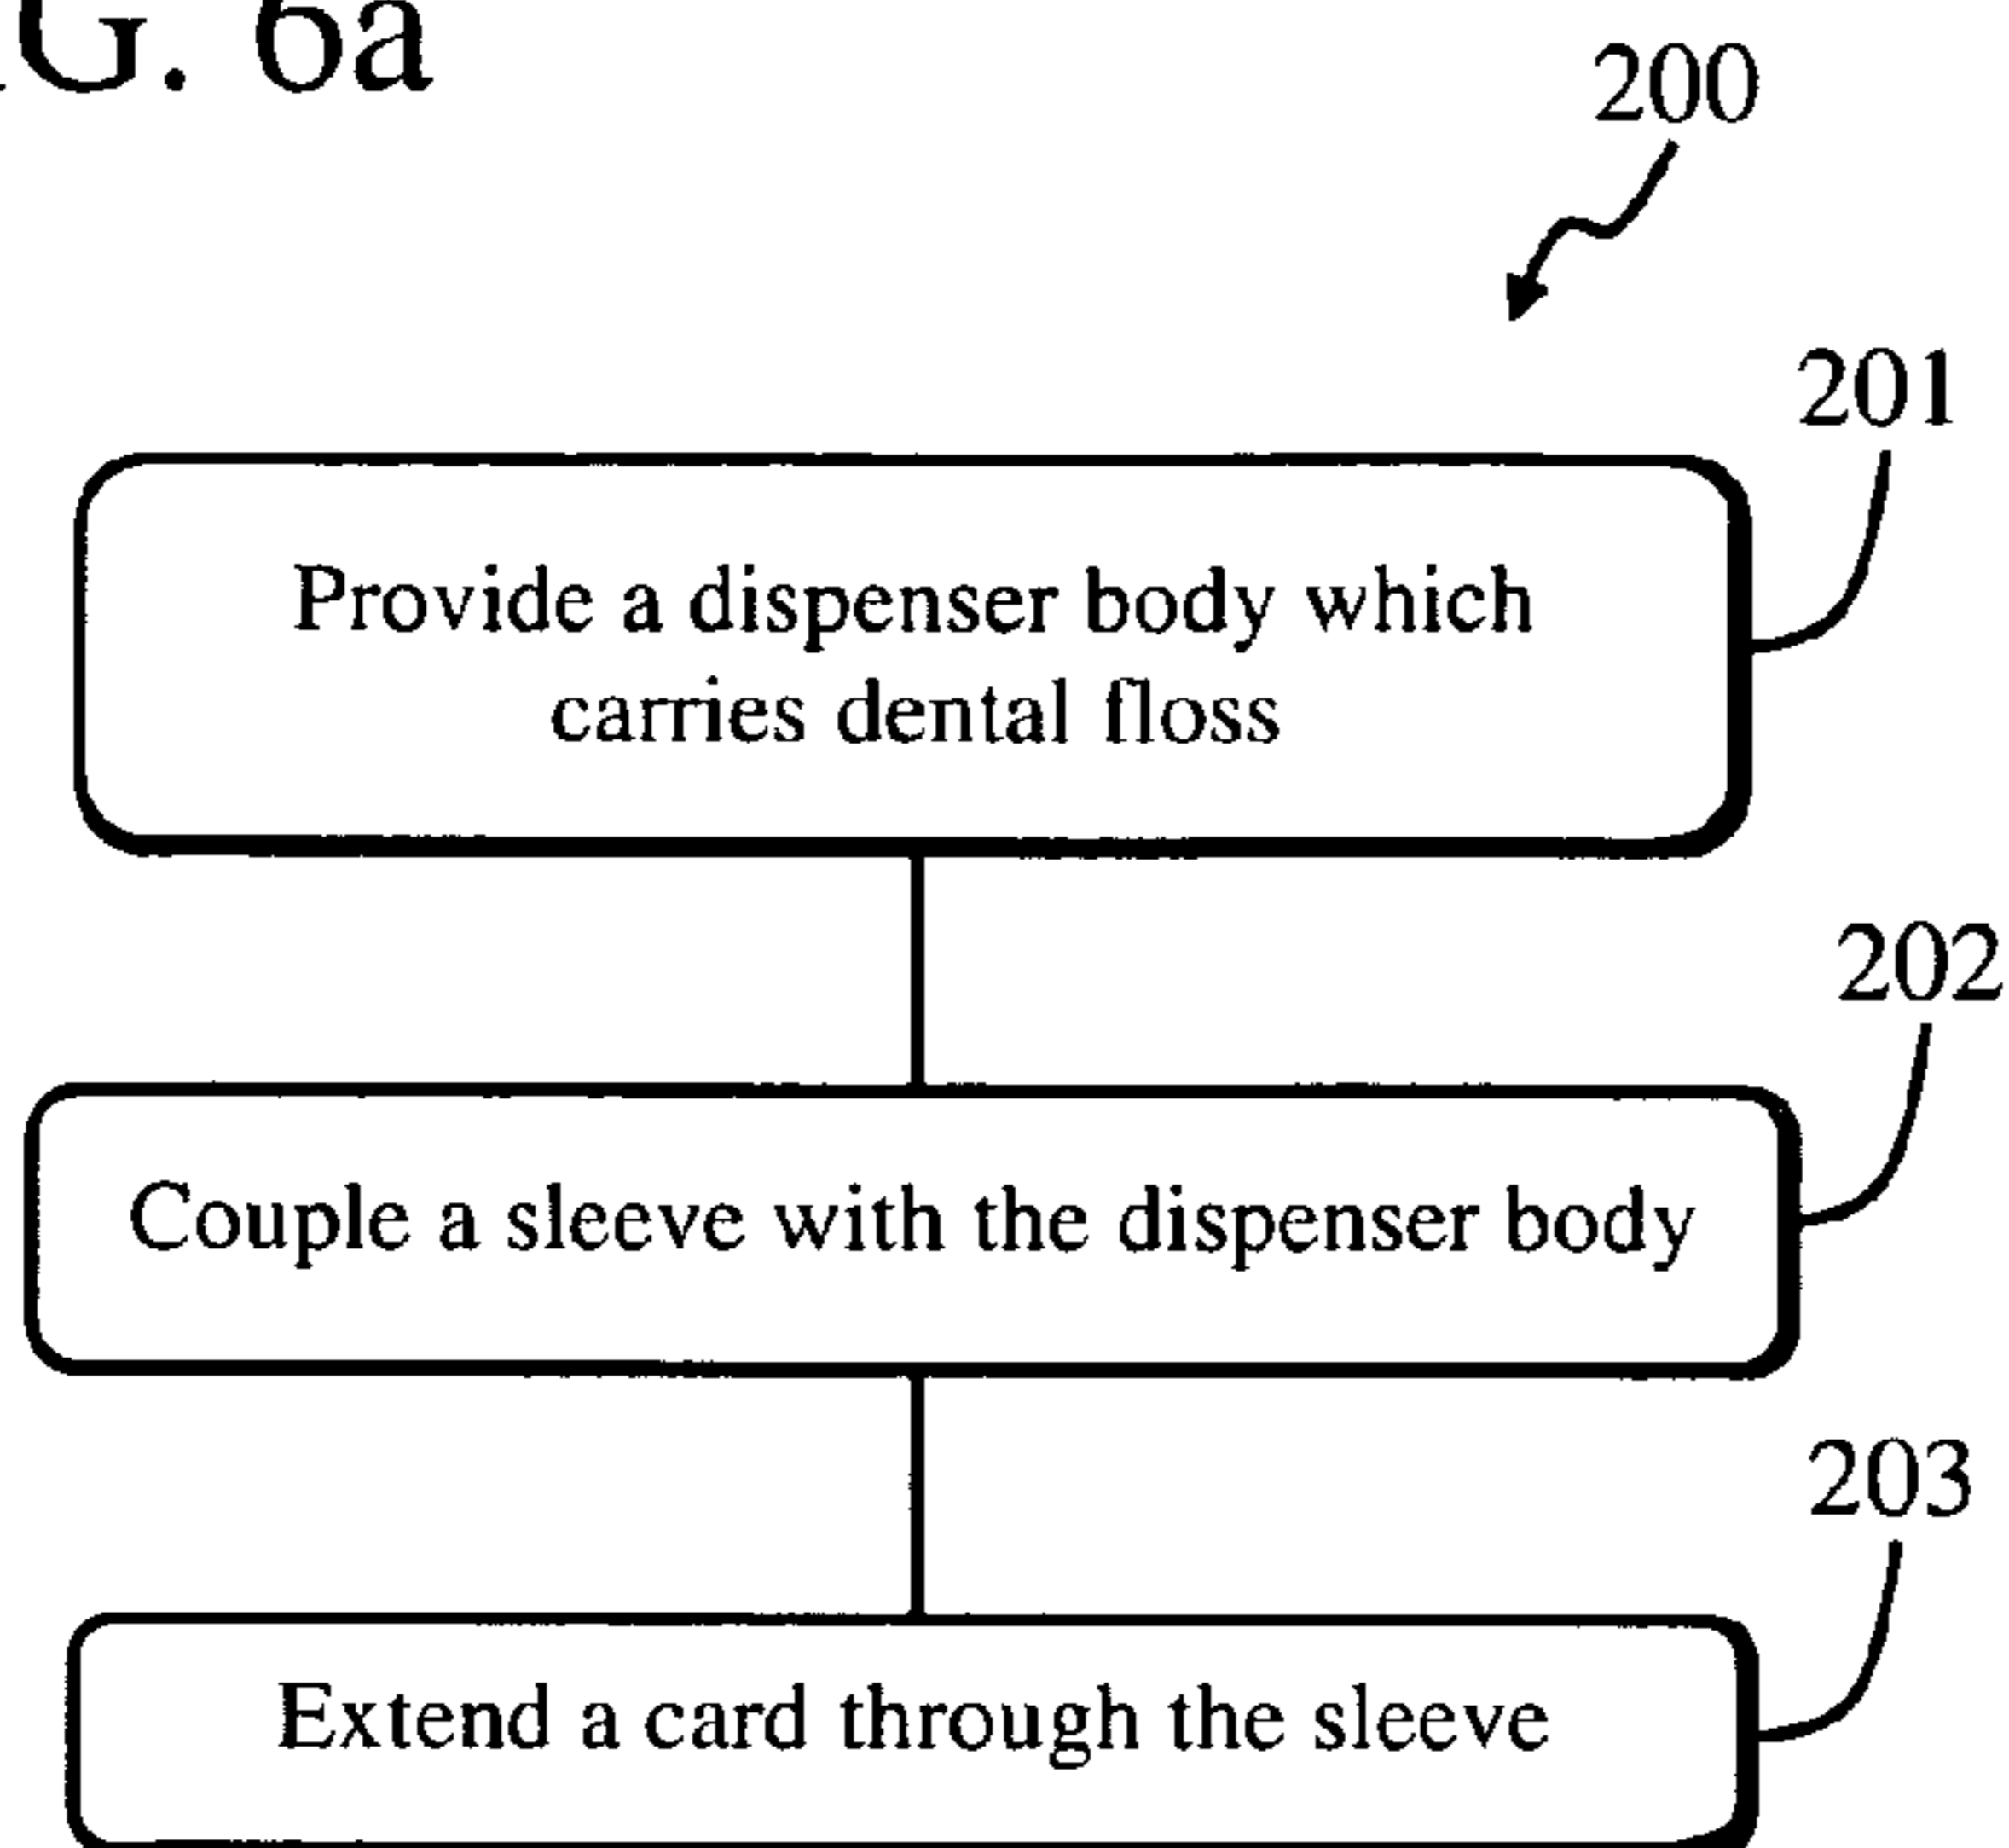 G. 6a
200
201
Provide a dispenser body which
carries dental floss
202
Couple a sleeve with the dispenser body
203
Extend a card through the sleeve